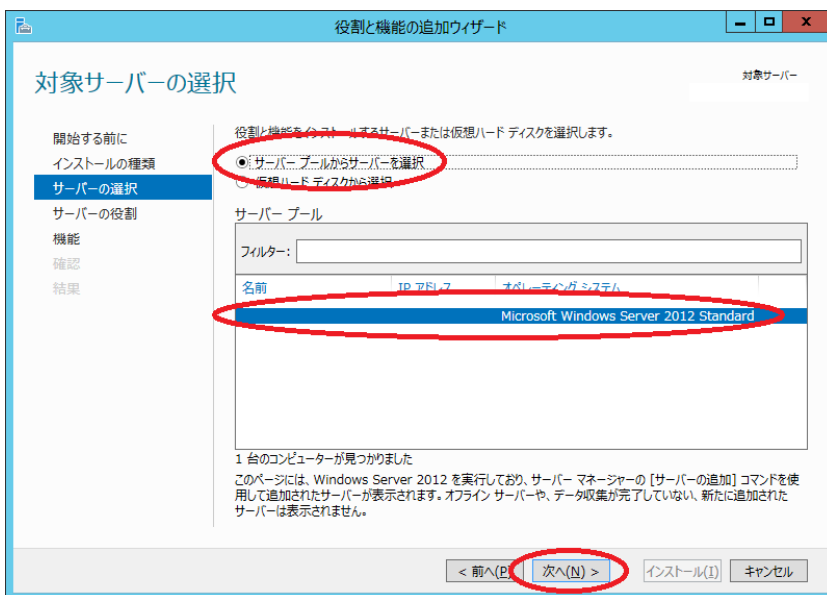 役割と機能の追加ウィザード
対象サーバーの選択
対象サーバー
開始する前に
インストールの種類
サーバーの選択
サーバーの役割
機能
確認
結果
役割と機能をインストールするサーバーまたは仮想ハード ディスクを選択します。
サーバー プールからサーバーを選択
仮想ハード ディスクから選択
サーバー プール
フィルター:
名前 IP アドレス オペレーティング システム
Microsoft Windows Server 2012 Standard
1 台のコンピューターが見つかりました
このページには、Windows Server 2012 を実行しており、サーバー マネージャーの [サーバーの追加] コマンドを使
用して追加されたサーバーが表示されます。オフライン サーバーや、データ収集が完了していない、新たに追加された
サーバーは表示されません。
< 前へ(P) 次へ(N) > インストール(I) キャンセル